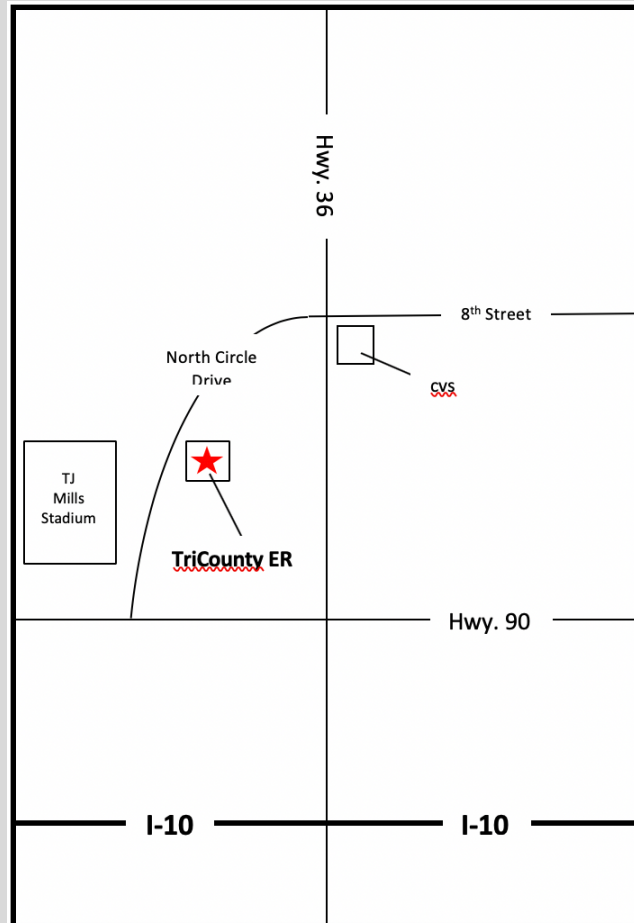 Hwy. 36
8th Street
North Circle
Drive
cvs
TJ
Mills
Stadium
TriCounty ER
Hwy. 90
I-10
I-10